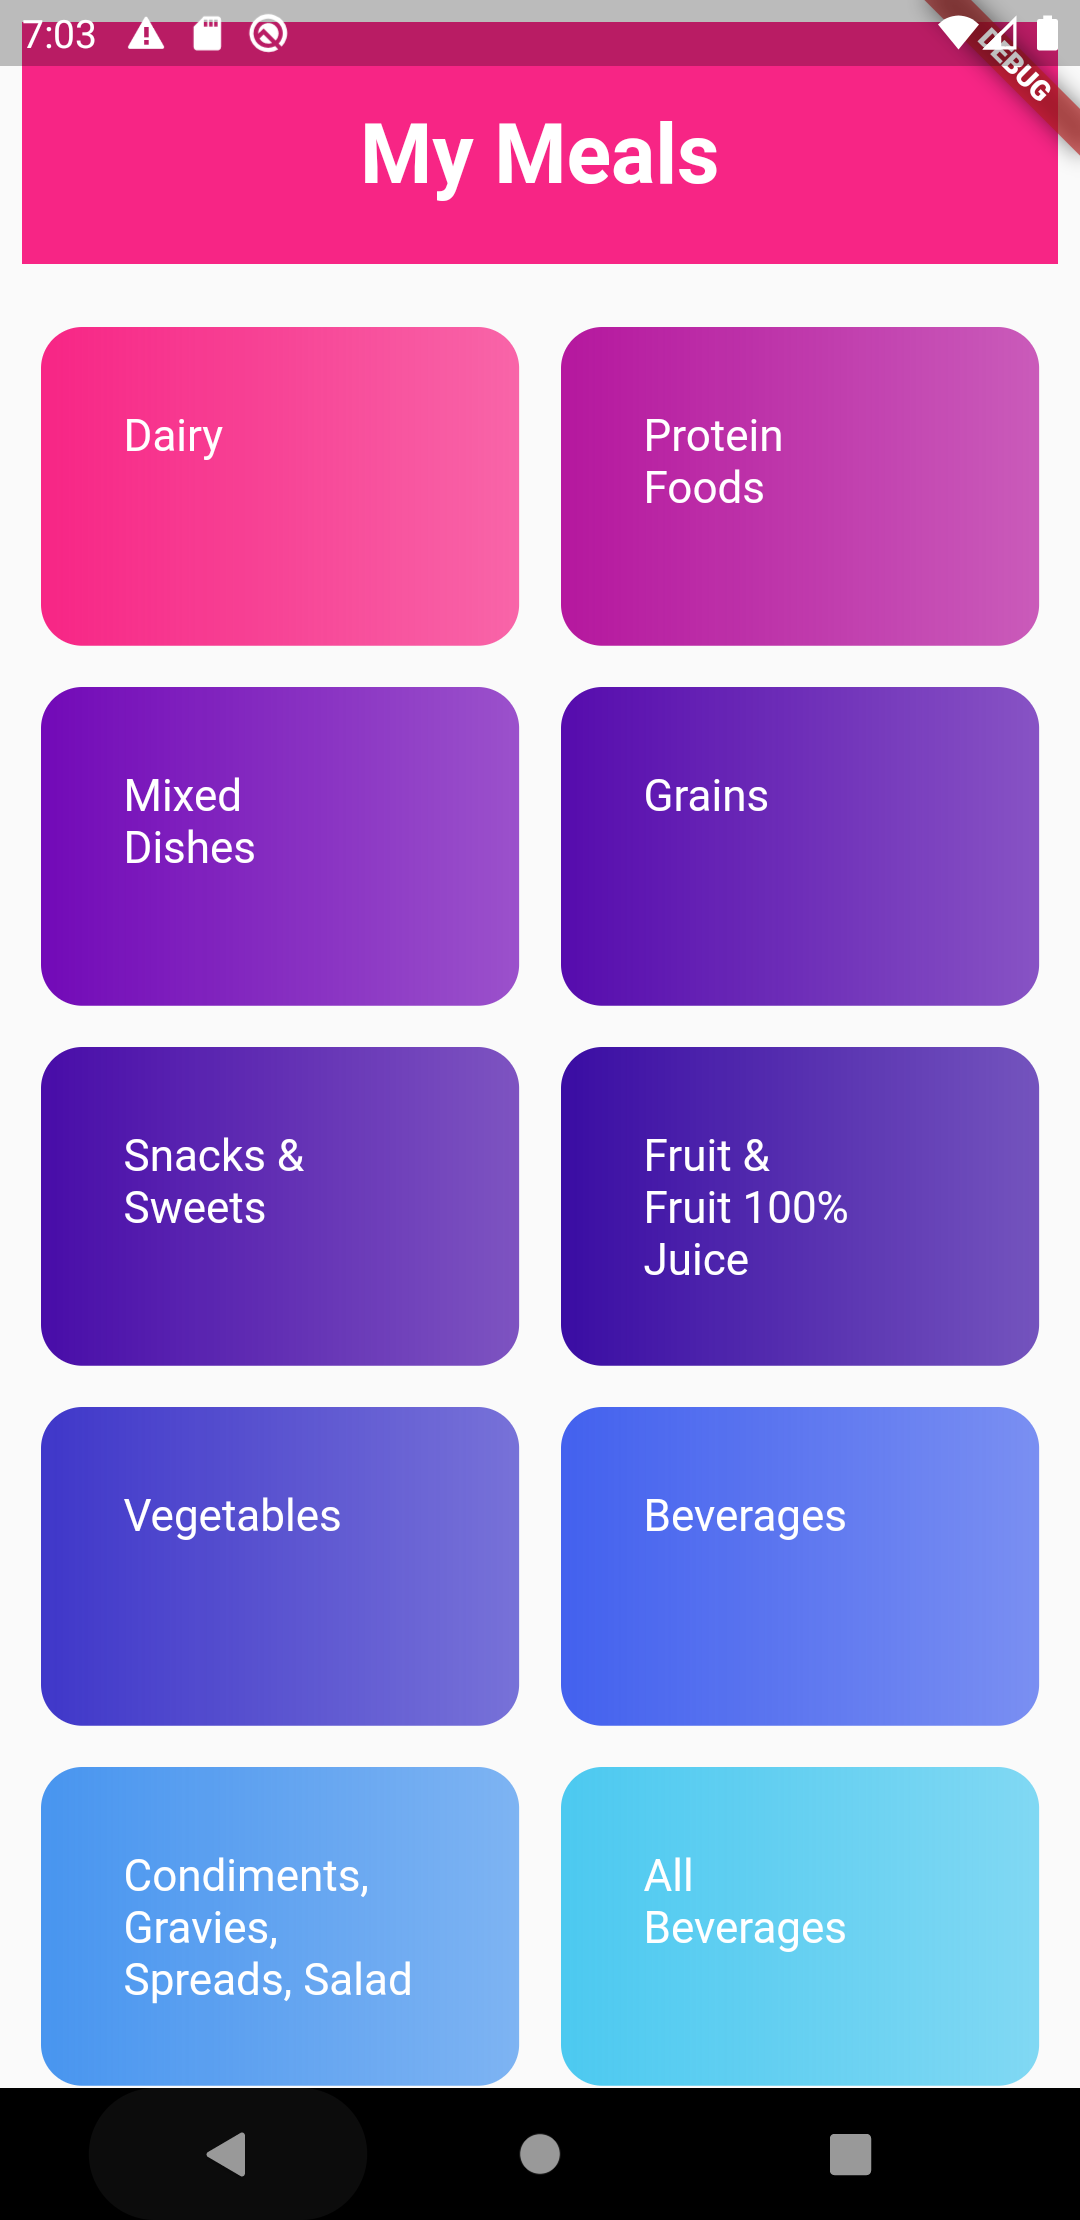 7:03
DEBUG
My Meals
Dairy
Protein
Foods
Mixed
Dishes
Grains
Snacks &
Sweets
Fruit &
Fruit 100%
Juice
Vegetables
Beverages
Condiments,
Gravies,
Spreads, Salad
All
Beverages